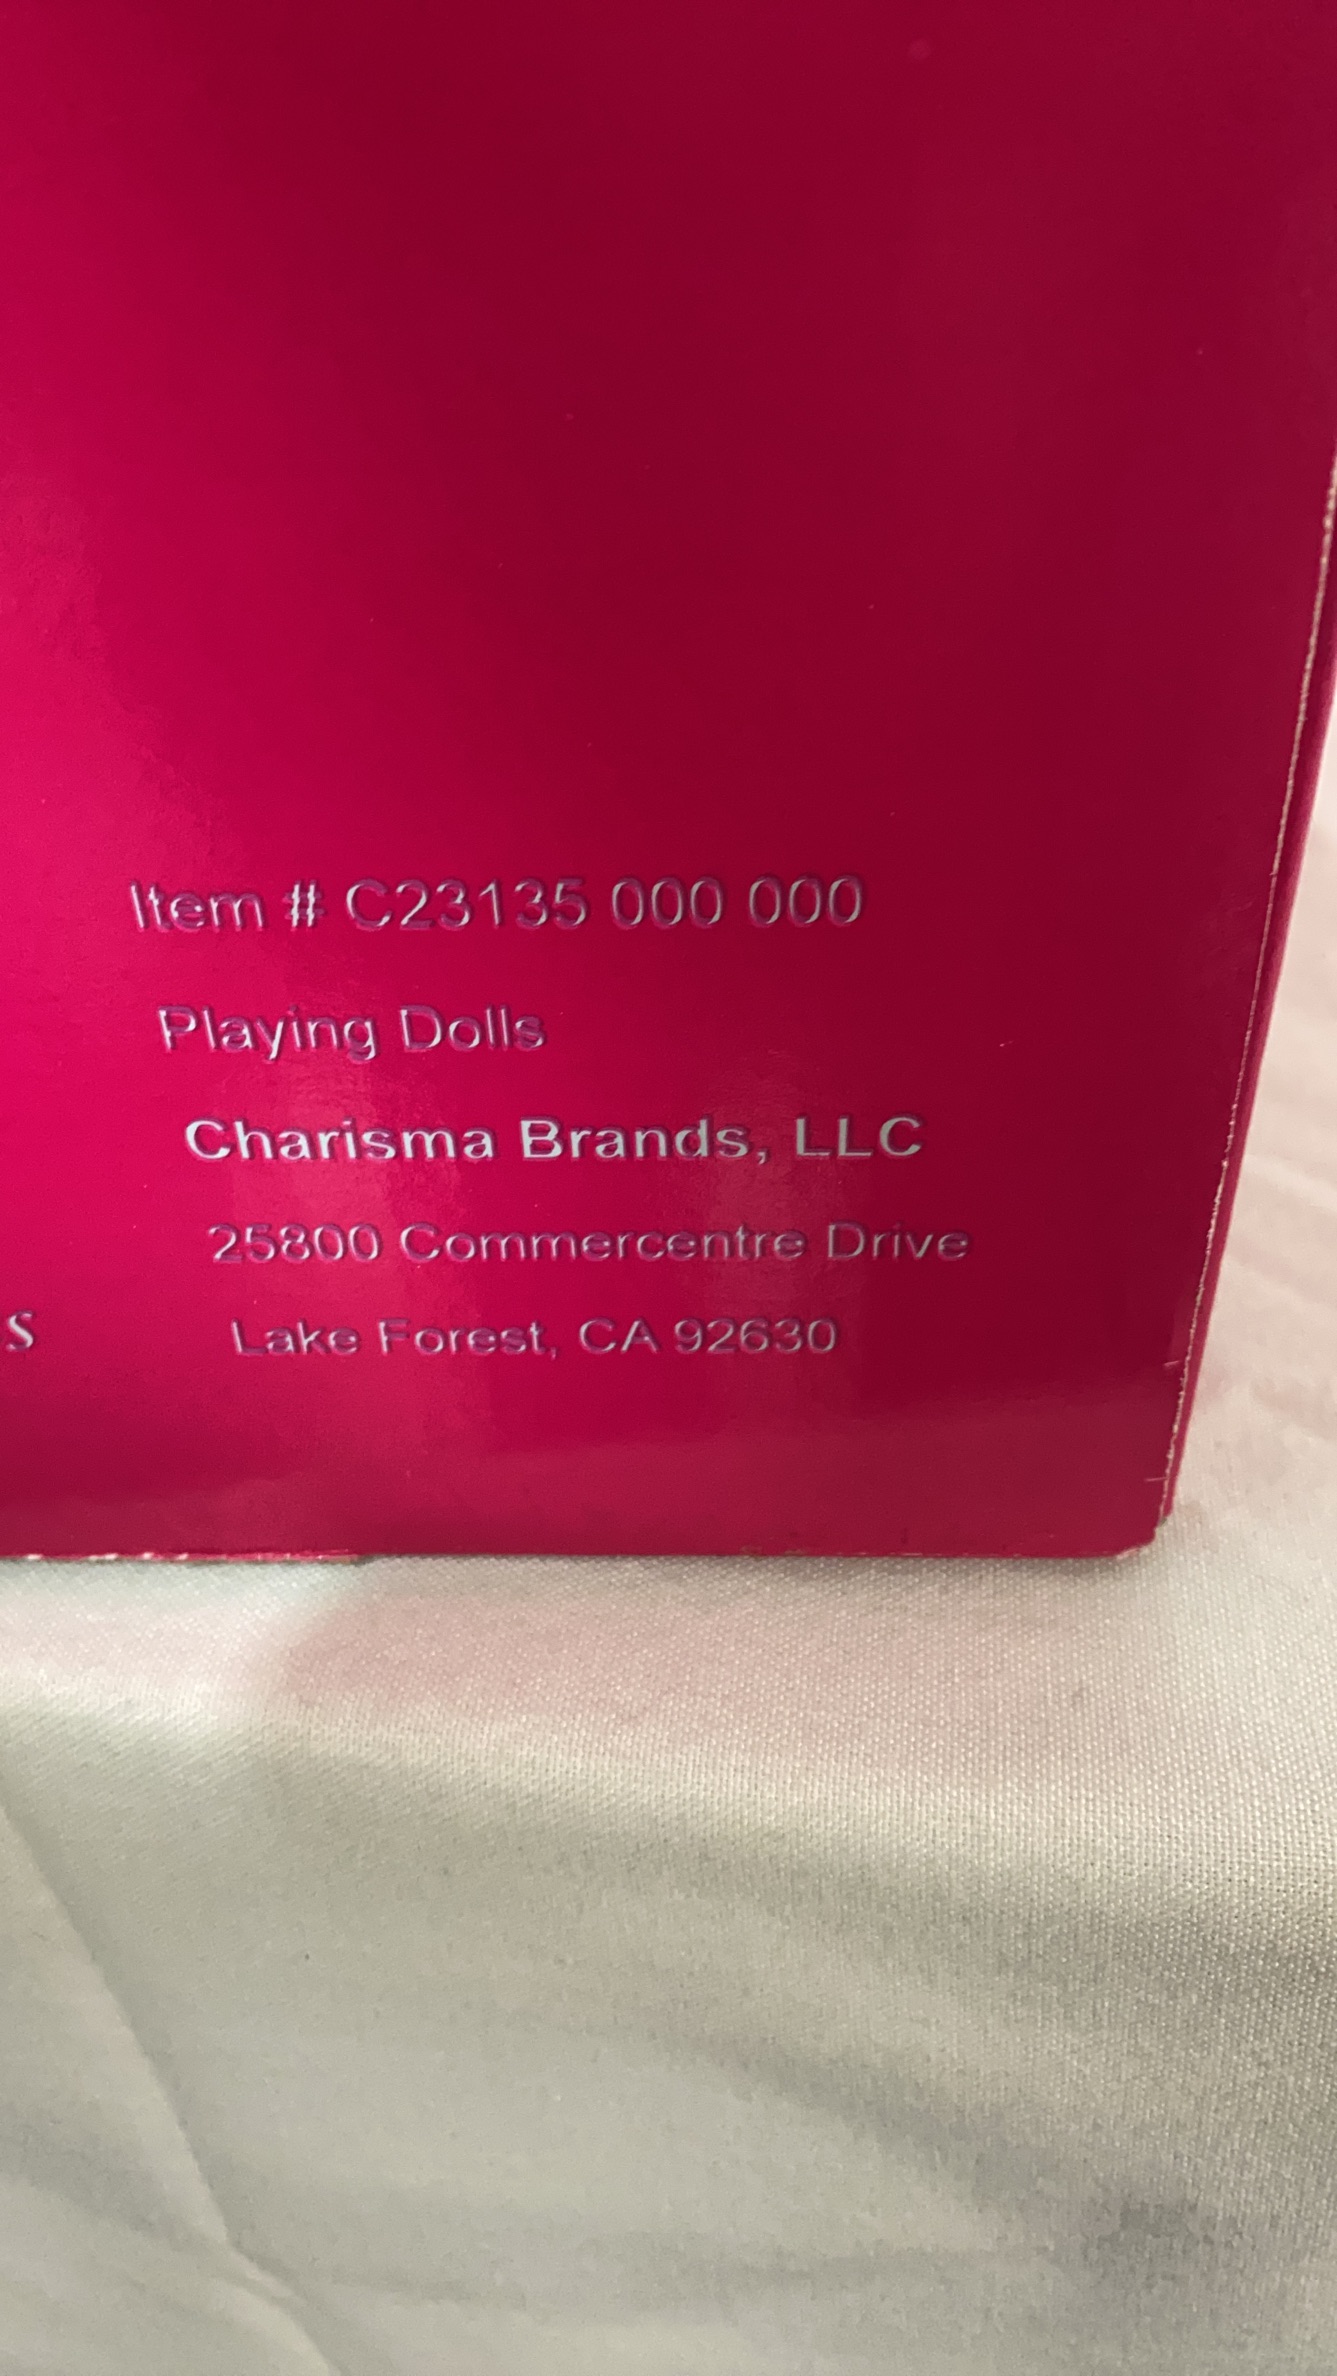 Item # C23135 000 000
Playing Dolls
Charisma Brands, LLC
25800 Commercentre Drive
s
Lake Forest, CA 92630